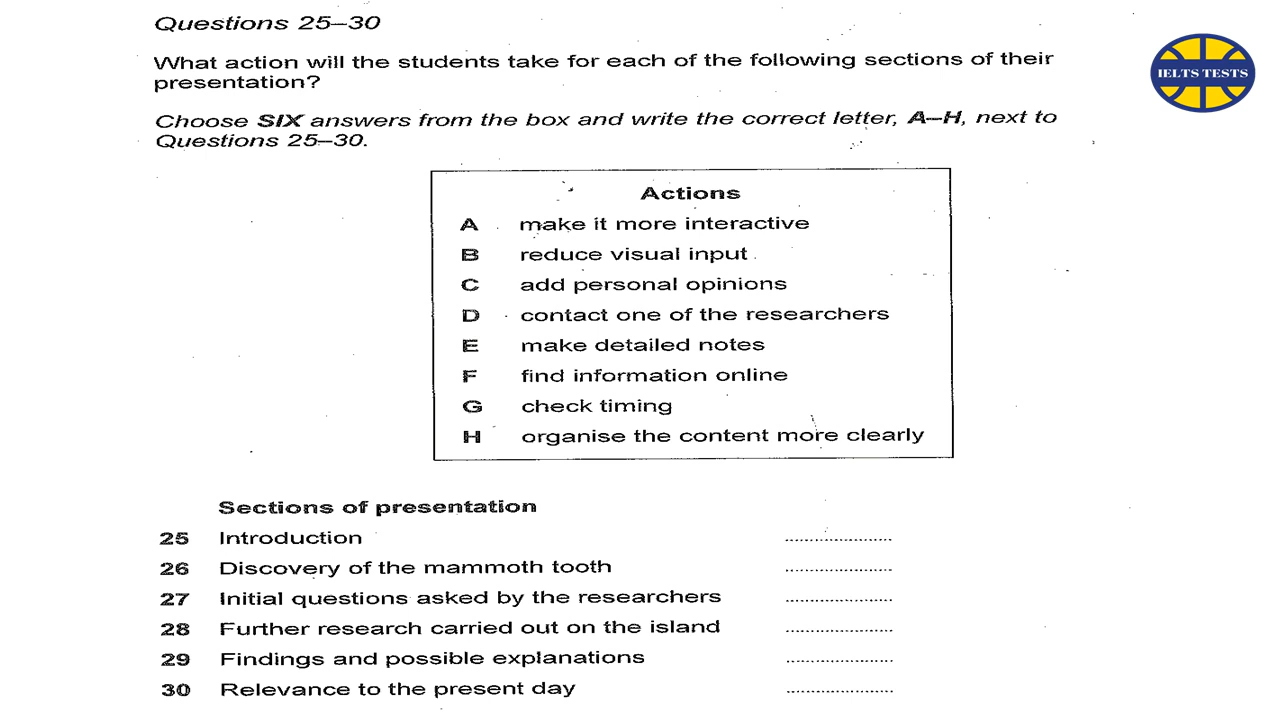 Questions 25–30
IELTS TESTS
What action will the students take for each of the following sections of their
presentation?
Choose SIX answers from the box and write the correct letter, A–H, next to
Questions 25–30.
Actions
A make it more interactive
B reduce visual input
C add personal opinions
D contact one of the researchers
E make detailed notes
F find information online
G check timing
H organise the content more clearly
Sections of presentation
25 Introduction ......................
26 Discovery of the mammoth tooth ......................
27 Initial questions asked by the researchers ......................
28 Further research carried out on the island ......................
29 Findings and possible explanations ......................
30 Relevance to the present day ......................